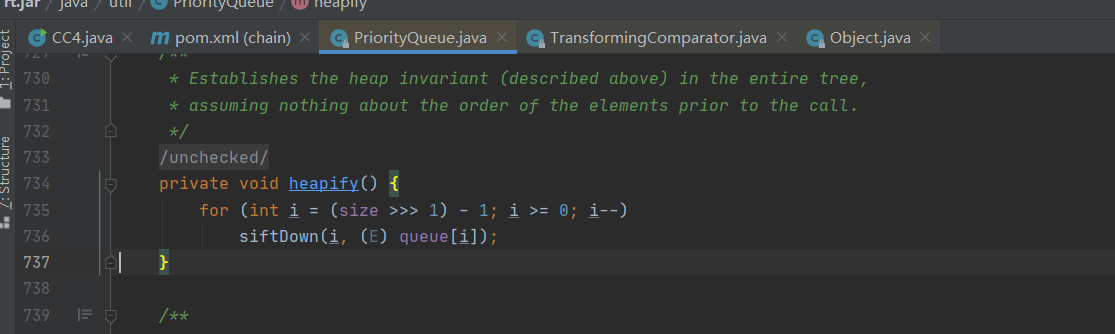 rt.jar / java / util / PriorityQueue / heapify
CC4.java × pom.xml (chain) × PriorityQueue.java × TransformingComparator.java × Object.java ×
1: Project
7: Structure
729 /**
730 * Establishes the heap invariant (described above) in the entire tree,
731 * assuming nothing about the order of the elements prior to the call.
732 */
733 /unchecked/
734 private void heapify() {
735 for (int i = (size >>> 1) - 1; i >= 0; i--)
736 siftDown(i, (E) queue[i]);
737 }
738
739 /**